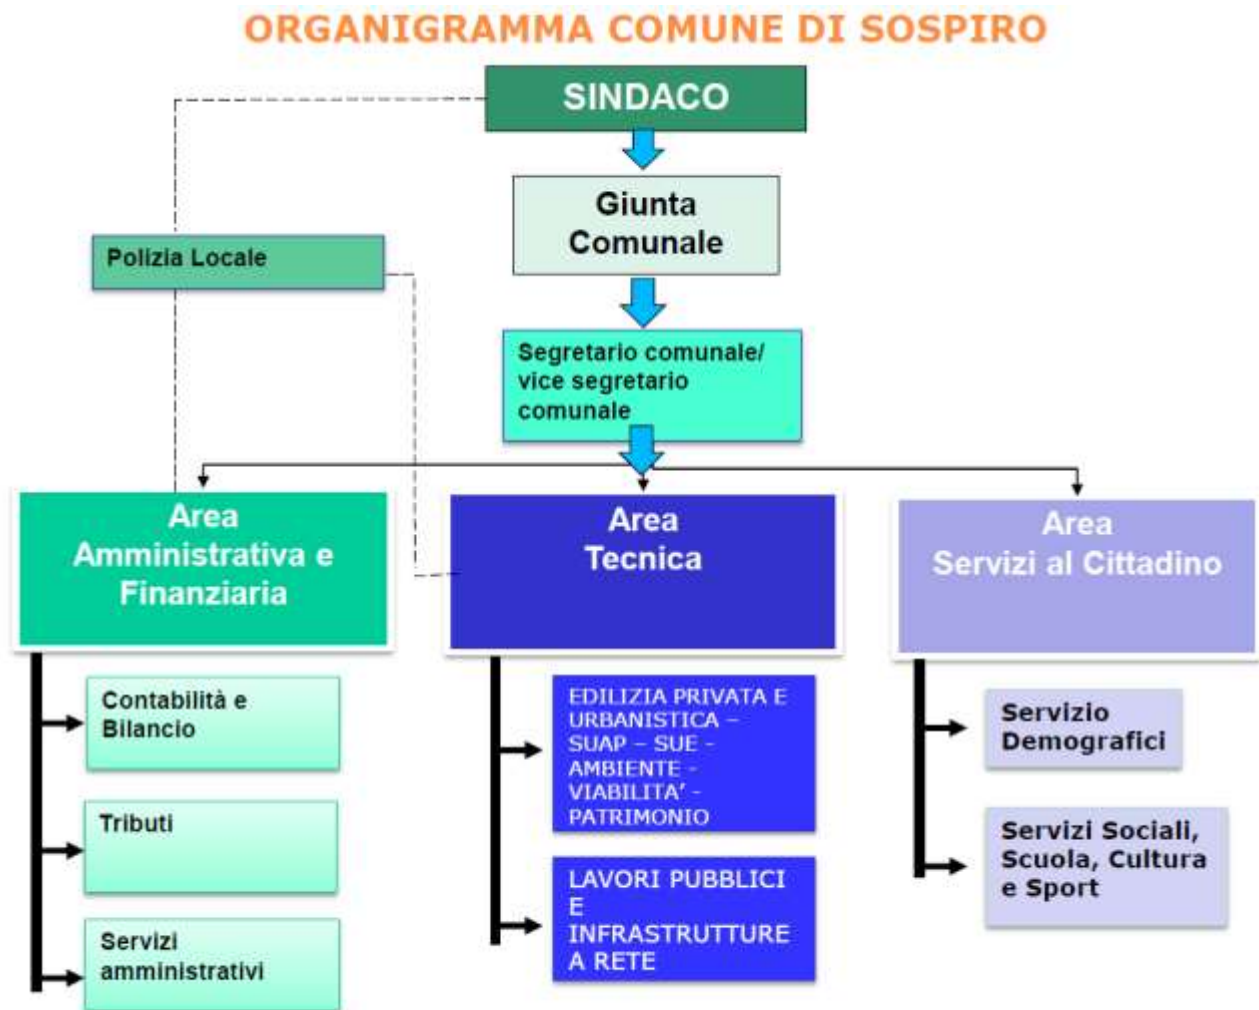 ORGANIGRAMMA COMUNE DI SOSPIRO
SINDACO
Giunta
Comunale
Polizia Locale
Segretario comunale/
vice segretario
comunale
Area
Amministrativa e
Finanziaria
Area
Tecnica
Area
Servizi al Cittadino
Contabilità e
Bilancio
Tributi
Servizi
amministrativi
EDILIZIA PRIVATA E
URBANISTICA –
SUAP – SUE -
AMBIENTE -
VIABILITA’ -
PATRIMONIO
LAVORI PUBBLICI
E
INFRASTRUTTURE
A RETE
Servizio
Demografici
Servizi Sociali,
Scuola, Cultura
e Sport